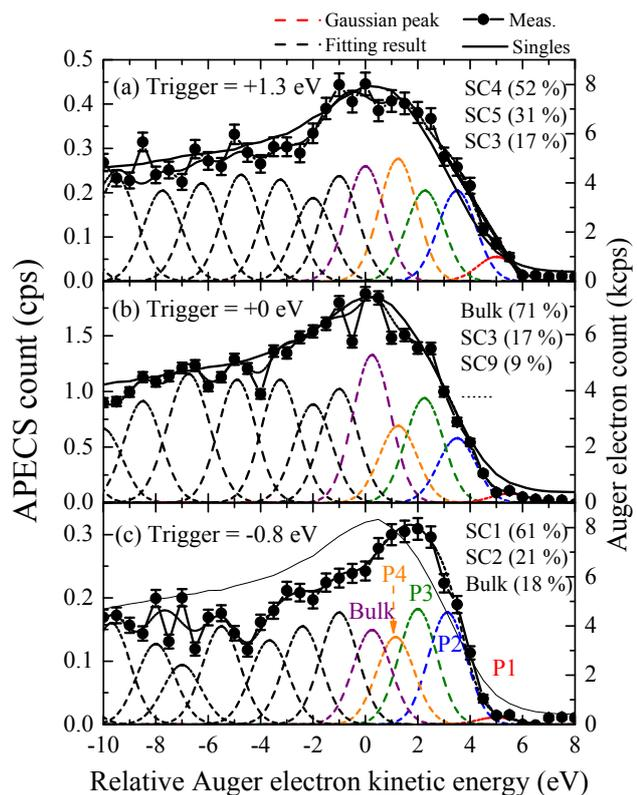 Gaussian peak Meas.
Fitting result Singles
(a) Trigger = +1.3 eV
SC4 (52 %)
SC5 (31 %)
SC3 (17 %)
0.5
0.4
0.3
0.2
0.1
0.0
8
6
4
2
0
(b) Trigger = +0 eV
Bulk (71 %)
SC3 (17 %)
SC9 (9 %)
......
1.5
1.0
0.5
0.0
6
4
2
0
(c) Trigger = -0.8 eV
SC1 (61 %)
SC2 (21 %)
Bulk (18 %)
P4
P3
Bulk
P2
P1
0.3
0.2
0.1
0.0
8
6
4
2
0
-10 -8 -6 -4 -2 0 2 4 6 8
APECS count (cps)
Auger electron count (kcps)
Relative Auger electron kinetic energy (eV)